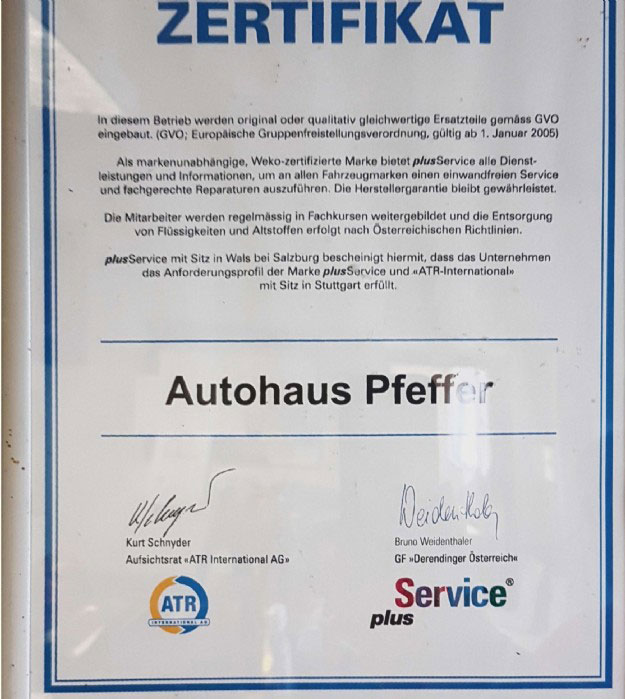 ZERTIFIKAT
In diesem Betrieb werden original oder qualitativ gleichwertige Ersatzteile gemäss GVO
eingebaut. (GVO; Europäische Gruppenfreistellungsverordnung, gültig ab 1. Januar 2005)
Als markenunabhängige, Weko-zertifizierte Marke bietet plusService alle Dienst-
leistungen und Informationen, um an allen Fahrzeugmarken einen einwandfreien Service
und fachgerechte Reparaturen auszuführen. Die Herstellergarantie bleibt gewährleistet.
Die Mitarbeiter werden regelmässig in Fachkursen weitergebildet und die Entsorgung
von Flüssigkeiten und Altstoffen erfolgt nach Österreichischen Richtlinien.
plusService mit Sitz in Wals bei Salzburg bescheinigt hiermit, dass das Unternehmen
das Anforderungsprofil der Marke plusService und «ATR-International»
mit Sitz in Stuttgart erfüllt.
Autohaus Pfeffer
Weidenthaler
Kurt Schnyder
Aufsichtsrat «ATR International AG»
Bruno Weidenthaler
GF »Derendinger Österreich«
ATR
INTERNATIONAL AG
Service®
plus